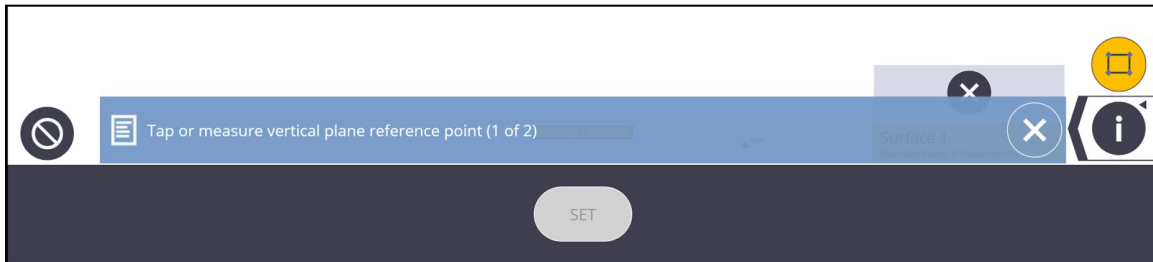 Tap or measure vertical plane reference point (1 of 2)
Surface 1
SET